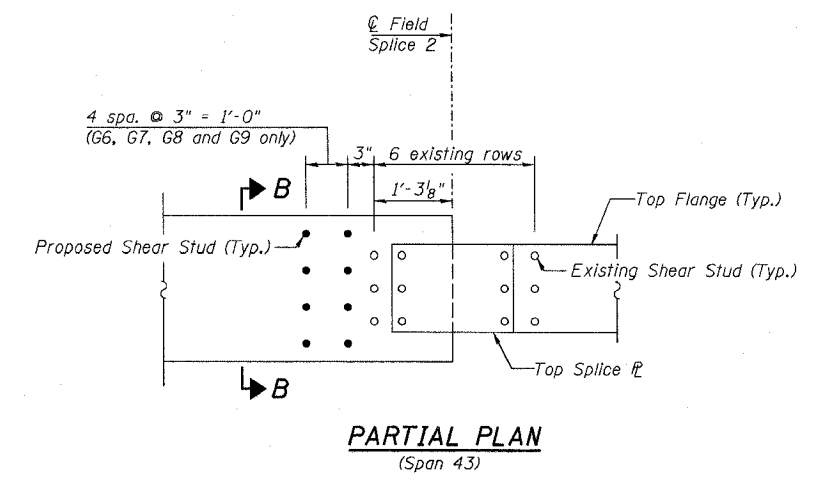 ℄ Field
Splice 2
4 spa. @ 3" = 1'-0"
(G6, G7, G8 and G9 only)
3"
6 existing rows
1'-3⅛"
B
Top Flange (Typ.)
Proposed Shear Stud (Typ.)
Existing Shear Stud (Typ.)
Top Splice ⅊
B
PARTIAL PLAN
(Span 43)